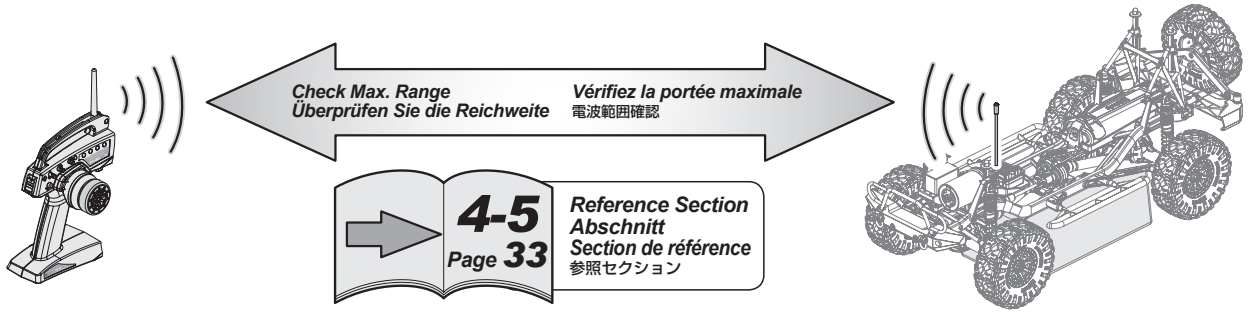 Check Max. Range
Überprüfen Sie die Reichweite
Vérifiez la portée maximale
電波範囲確認
4-5
Page 33
Reference Section
Abschnitt
Section de référence
参照セクション